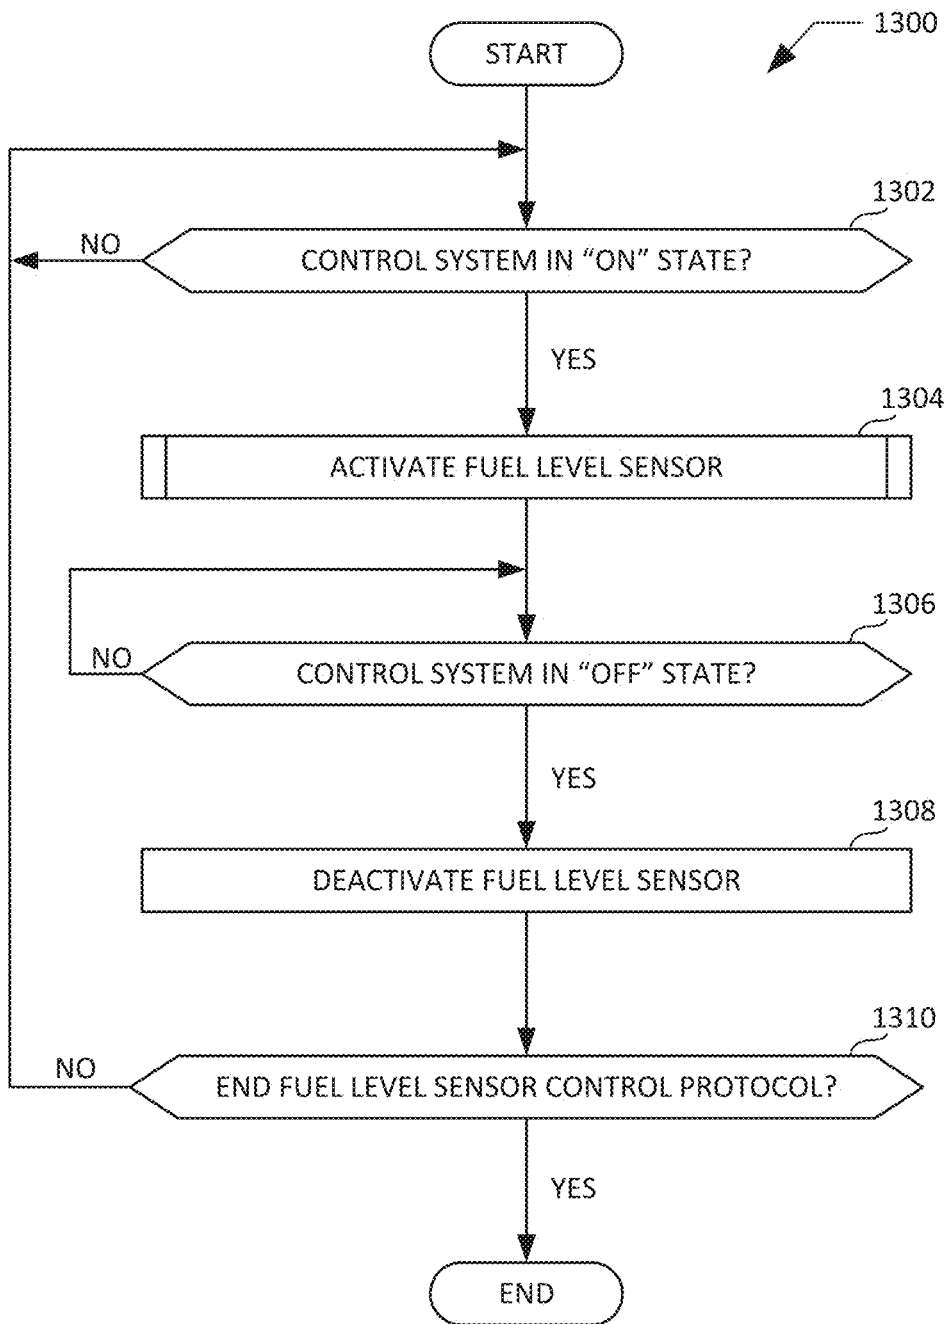 1300
START
1302
NO
CONTROL SYSTEM IN “ON” STATE?
YES
1304
ACTIVATE FUEL LEVEL SENSOR
1306
NO
CONTROL SYSTEM IN “OFF” STATE?
YES
1308
DEACTIVATE FUEL LEVEL SENSOR
1310
NO
END FUEL LEVEL SENSOR CONTROL PROTOCOL?
YES
END